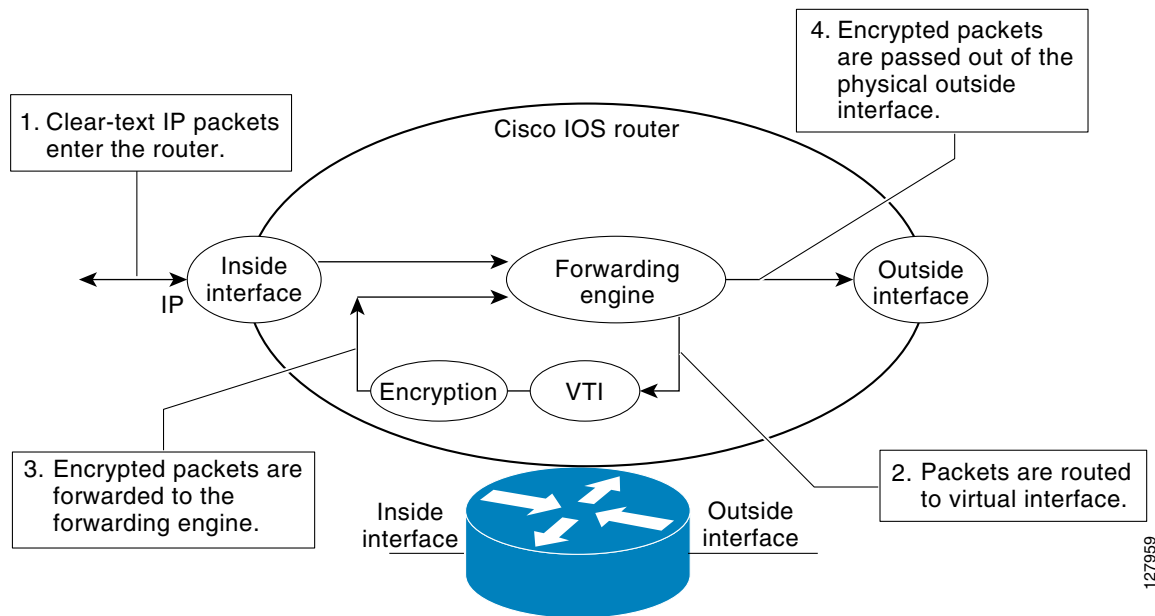 4. Encrypted packets
are passed out of the
physical outside
interface.
1. Clear-text IP packets
enter the router.
Cisco IOS router
Inside
interface
Forwarding
engine
Outside
interface
IP
Encryption
VTI
3. Encrypted packets are
forwarded to the
forwarding engine.
2. Packets are routed
to virtual interface.
Inside
interface
Outside
interface
127959